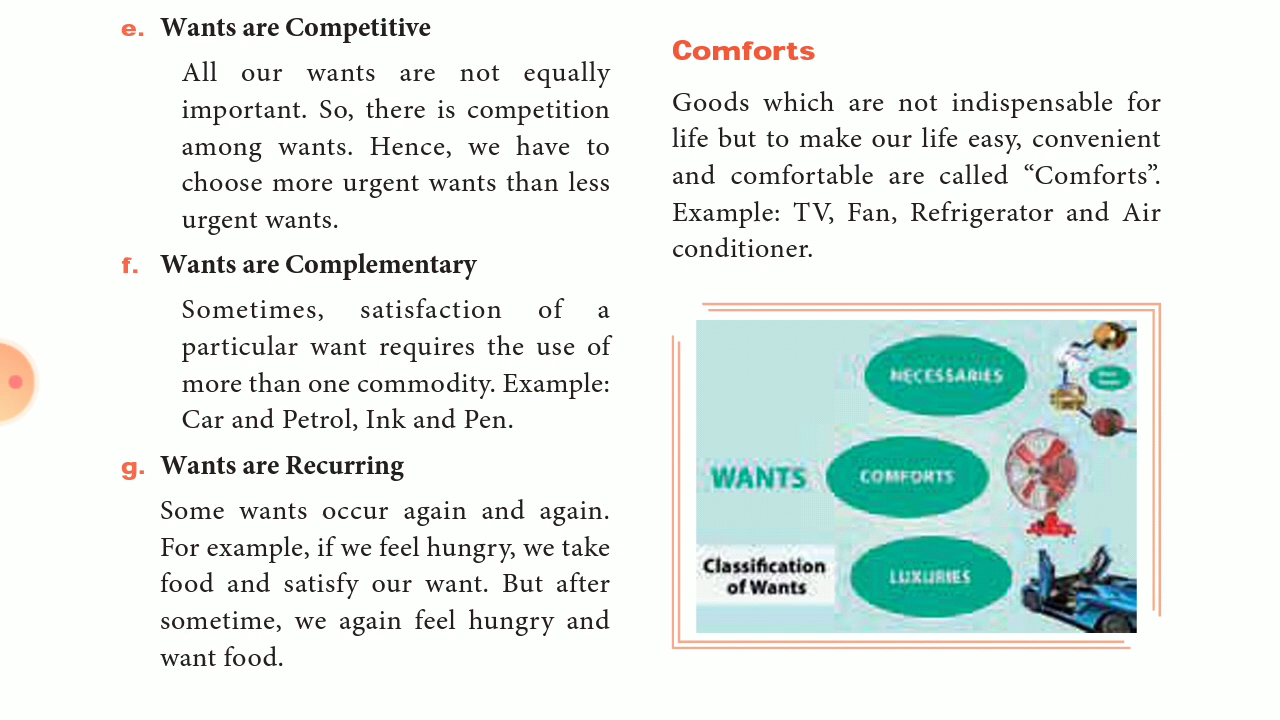 e. Wants are Competitive
All our wants are not equally
important. So, there is competition
among wants. Hence, we have to
choose more urgent wants than less
urgent wants.
f. Wants are Complementary
Sometimes, satisfaction of a
particular want requires the use of
more than one commodity. Example:
Car and Petrol, Ink and Pen.
g. Wants are Recurring
Some wants occur again and again.
For example, if we feel hungry, we take
food and satisfy our want. But after
sometime, we again feel hungry and
want food.
Comforts
Goods which are not indispensable for
life but to make our life easy, convenient
and comfortable are called “Comforts”.
Example: TV, Fan, Refrigerator and Air
conditioner.
NECESSARIES
WANTS
COMFORTS
Classification
of Wants
LUXURIES